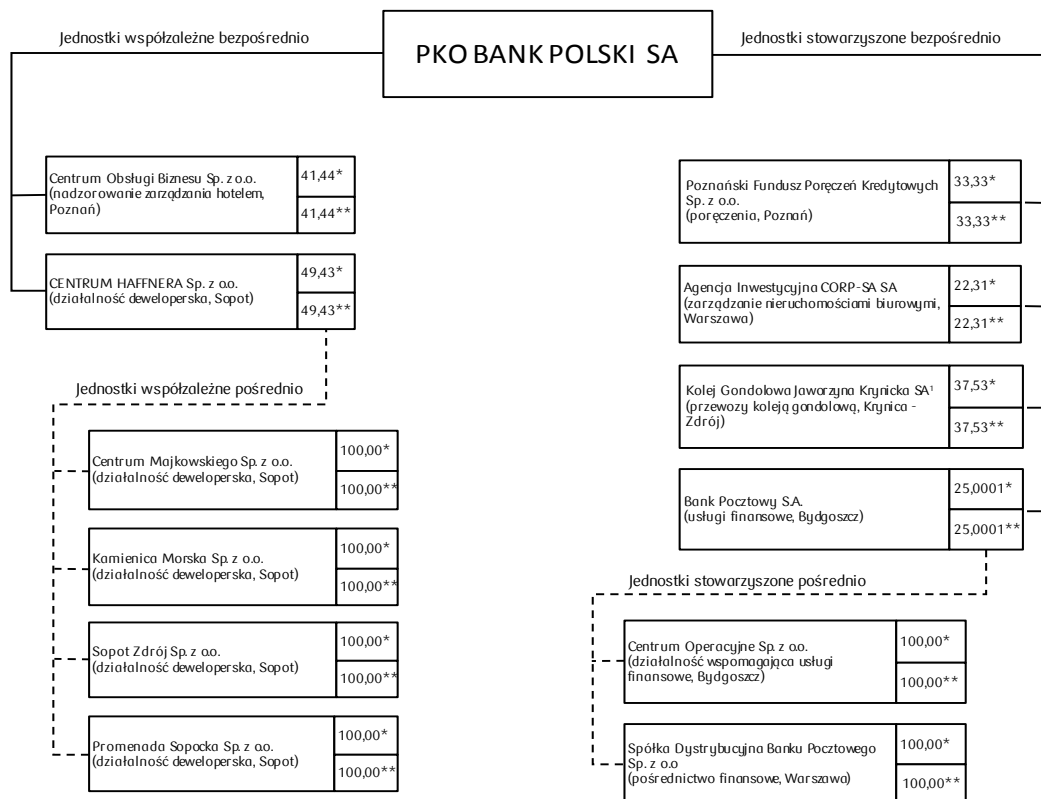 PKO BANK POLSKI SA
Jednostki współzależne bezpośrednio
Centrum Obsługi Biznesu Sp. z o.o.
(nadzorowanie zarządzania hotelem,
Poznań)
41,44*
41,44**
CENTRUM HAFFNERA Sp. z o.o.
(działalność deweloperska, Sopot)
49,43*
49,43**
Jednostki współzależne pośrednio
Centrum Majkowskiego Sp. z o.o.
(działalność deweloperska, Sopot)
100,00*
100,00**
Kamienica Morska Sp. z o.o.
(działalność deweloperska, Sopot)
100,00*
100,00**
Sopot Zdrój Sp. z o.o.
(działalność deweloperska, Sopot)
100,00*
100,00**
Promenada Sopocka Sp. z o.o.
(działalność deweloperska, Sopot)
100,00*
100,00**
Jednostki stowarzyszone bezpośrednio
Poznański Fundusz Poręczeń Kredytowych
Sp. z o.o.
(poręczenia, Poznań)
33,33*
33,33**
Agencja Inwestycyjna CORP-SA SA
(zarządzanie nieruchomościami biurowymi,
Warszawa)
22,31*
22,31**
Kolej Gondolowa Jaworzyna Krynicka SA¹
(przewozy koleją gondolową, Krynica -
Zdrój)
37,53*
37,53**
Bank Pocztowy S.A.
(usługi finansowe, Bydgoszcz)
25,0001*
25,0001**
Jednostki stowarzyszone pośrednio
Centrum Operacyjne Sp. z o.o.
(działalność wspomagająca usługi
finansowe, Bydgoszcz)
100,00*
100,00**
Spółka Dystrybucyjna Banku Pocztowego
Sp. z o.o
(pośrednictwo finansowe, Warszawa)
100,00*
100,00**